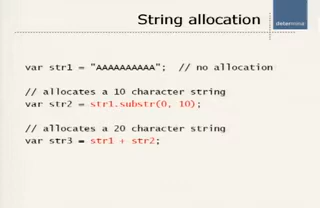 String allocation
determina
var str1 = "AAAAAAAAAA"; // no allocation
// allocates a 10 character string
var str2 = str1.substr(0, 10);
// allocates a 20 character string
var str3 = str1 + str2;